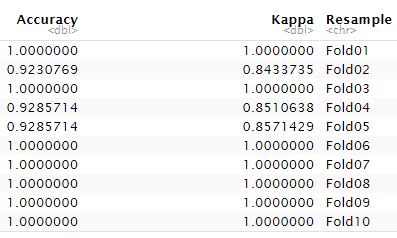 Accuracy Kappa Resample
<dbl> <dbl> <chr>
1.0000000 1.0000000 Fold01
0.9230769 0.8433735 Fold02
1.0000000 1.0000000 Fold03
0.9285714 0.8510638 Fold04
0.9285714 0.8571429 Fold05
1.0000000 1.0000000 Fold06
1.0000000 1.0000000 Fold07
1.0000000 1.0000000 Fold08
1.0000000 1.0000000 Fold09
1.0000000 1.0000000 Fold10